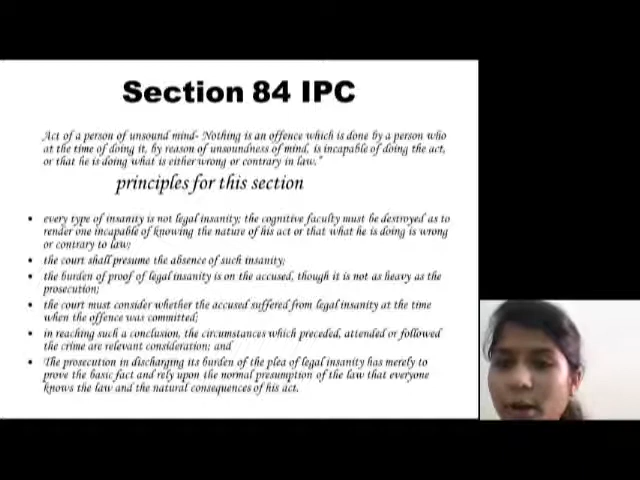 Section 84 IPC
Act of a person of unsound mind- Nothing is an offence which is done by a person who
at the time of doing it, by reason of unsoundness of mind, is incapable of doing the act,
or that he is doing what is either wrong or contrary in law."
principles for this section
• every type of insanity is not legal insanity; the cognitive faculty must be destroyed as to
render one incapable of knowing the nature of his act or that what he is doing is wrong
or contrary to law;
• the court shall presume the absence of such insanity;
• the burden of proof of legal insanity is on the accused, though it is not as heavy as the
prosecution;
• the court must consider whether the accused suffered from legal insanity at the time
when the offence was committed;
• in reaching such a conclusion, the circumstances which preceded, attended or followed
the crime are relevant consideration; and
• The prosecution in discharging its burden of the plea of legal insanity has merely to
prove the basic fact and rely upon the normal presumption of the law that everyone
knows the law and the natural consequences of his act.